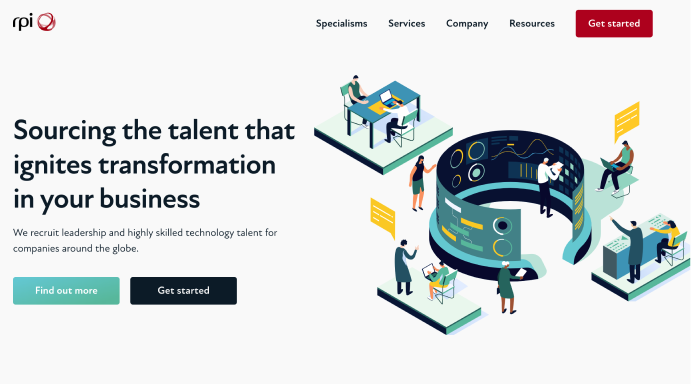 rpi
Specialisms
Services
Company
Resources
Get started
Sourcing the talent that
ignites transformation
in your business
We recruit leadership and highly skilled technology talent for
companies around the globe.
Find out more
Get started